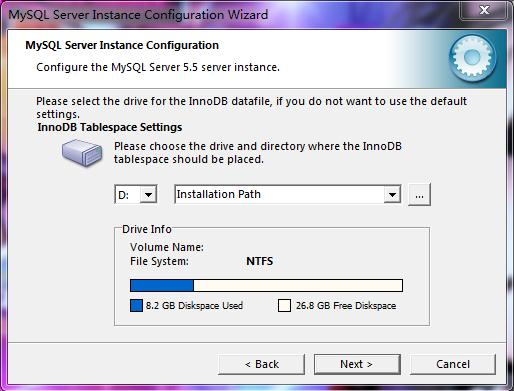 MySQL Server Instance Configuration Wizard
MySQL Server Instance Configuration
Configure the MySQL Server 5.5 server instance.
Please select the drive for the InnoDB datafile, if you do not want to use the default
settings.
InnoDB Tablespace Settings
Please choose the drive and directory where the InnoDB
tablespace should be placed.
D:
Installation Path
...
Drive Info
Volume Name:
File System: NTFS
8.2 GB Diskspace Used
26.8 GB Free Diskspace
< Back
Next >
Cancel